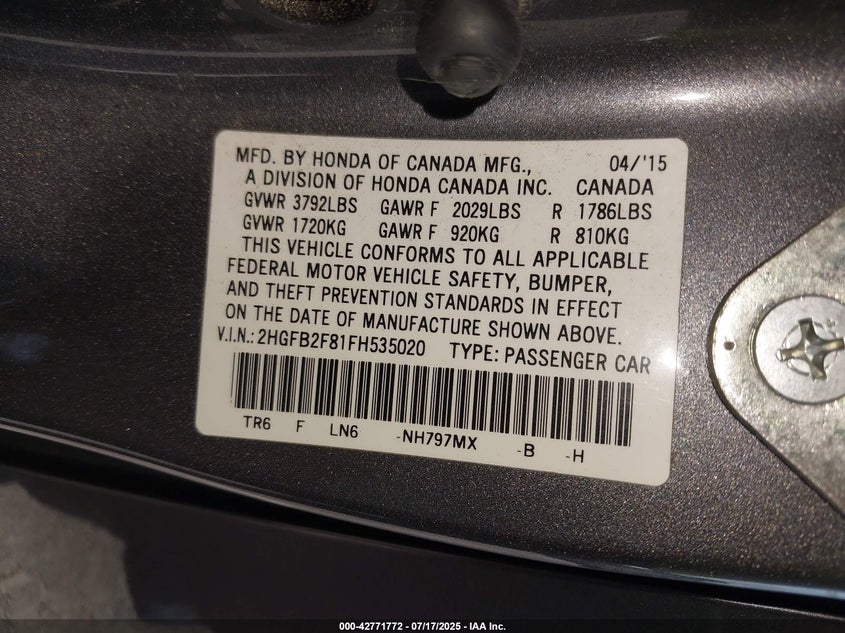 MFD. BY HONDA OF CANADA MFG., 04/'15
A DIVISION OF HONDA CANADA INC. CANADA
GVWR 3792LBS GAWR F 2029LBS R 1786LBS
GVWR 1720KG GAWR F 920KG R 810KG
THIS VEHICLE CONFORMS TO ALL APPLICABLE
FEDERAL MOTOR VEHICLE SAFETY, BUMPER,
AND THEFT PREVENTION STANDARDS IN EFFECT
ON THE DATE OF MANUFACTURE SHOWN ABOVE.
V.I.N.: 2HGFB2F81FH535020 TYPE: PASSENGER CAR
TR6 F LN6 -NH797MX -B -H
000-42771772 - 07/17/2025 - IAA Inc.